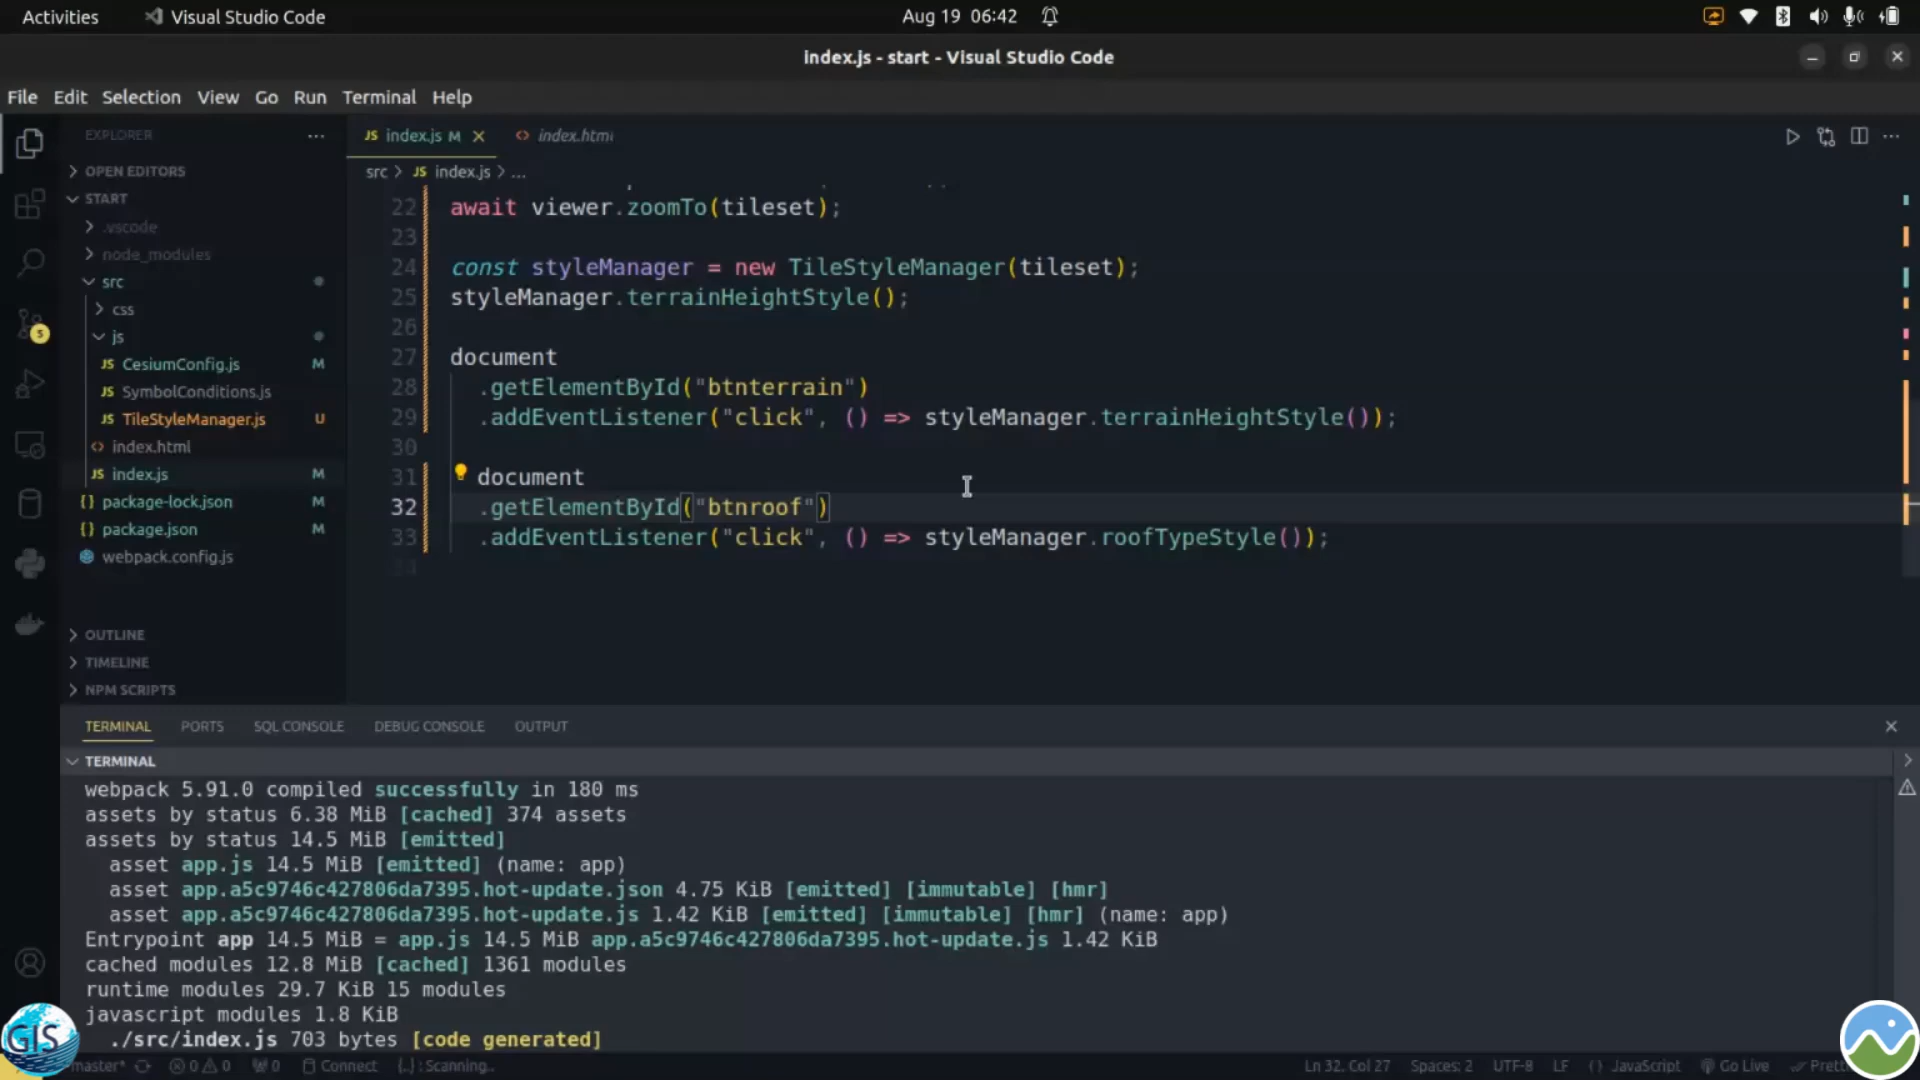 Activities
Visual Studio Code
Aug 19 06:42
index.js - start - Visual Studio Code
File Edit Selection View Go Run Terminal Help
EXPLORER
JS index.js M
<> index.html
src > JS index.js > ...
OPEN EDITORS
START
.vscode
node_modules
src
css
js
JS CesiumConfig.js M
JS SymbolConditions.js
JS TileStyleManager.js U
<> index.html
JS index.js M
{} package-lock.json M
{} package.json M
webpack.config.js
OUTLINE
TIMELINE
NPM SCRIPTS
5
22 await viewer.zoomTo(tileset);
23
24 const styleManager = new TileStyleManager(tileset);
25 styleManager.terrainHeightStyle();
26
27 document
28 .getElementById("btnterrain")
29 .addEventListener("click", () => styleManager.terrainHeightStyle());
30
31 document
32 .getElementById("btnroof")
33 .addEventListener("click", () => styleManager.roofTypeStyle());
TERMINAL PORTS SQL CONSOLE DEBUG CONSOLE OUTPUT
TERMINAL
webpack 5.91.0 compiled successfully in 180 ms
assets by status 6.38 MiB [cached] 374 assets
assets by status 14.5 MiB [emitted]
asset app.js 14.5 MiB [emitted] (name: app)
asset app.a5c9746c427806da7395.hot-update.json 4.75 KiB [emitted] [immutable] [hmr]
asset app.a5c9746c427806da7395.hot-update.js 1.42 KiB [emitted] [immutable] [hmr] (name: app)
Entrypoint app 14.5 MiB = app.js 14.5 MiB app.a5c9746c427806da7395.hot-update.js 1.42 KiB
cached modules 12.8 MiB [cached] 1361 modules
runtime modules 29.7 KiB 15 modules
javascript modules 1.8 KiB
./src/index.js 703 bytes [code generated]
GIS
master* 0 0 0 Connect {..}: Scanning.. Ln 32, Col 27 Spaces: 2 UTF-8 LF {} JavaScript Go Live